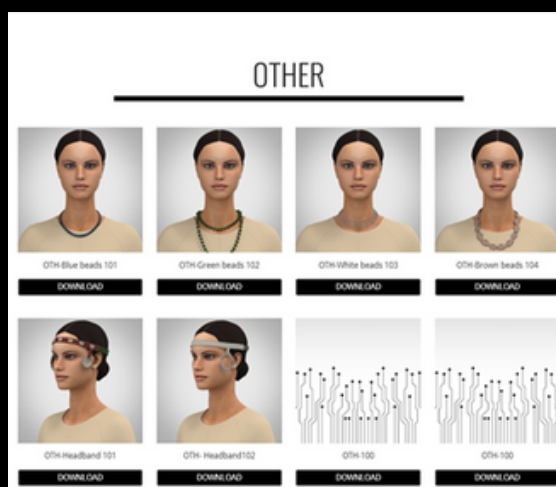 OTHER
OTH-Blue beads 101
OTH-Green beads 102
OTH-White beads 103
OTH-Brown beads 104
DOWNLOAD
DOWNLOAD
DOWNLOAD
DOWNLOAD
OTH-Headband 101
OTH- Headband102
OTH-100
OTH-100
DOWNLOAD
DOWNLOAD
DOWNLOAD
DOWNLOAD